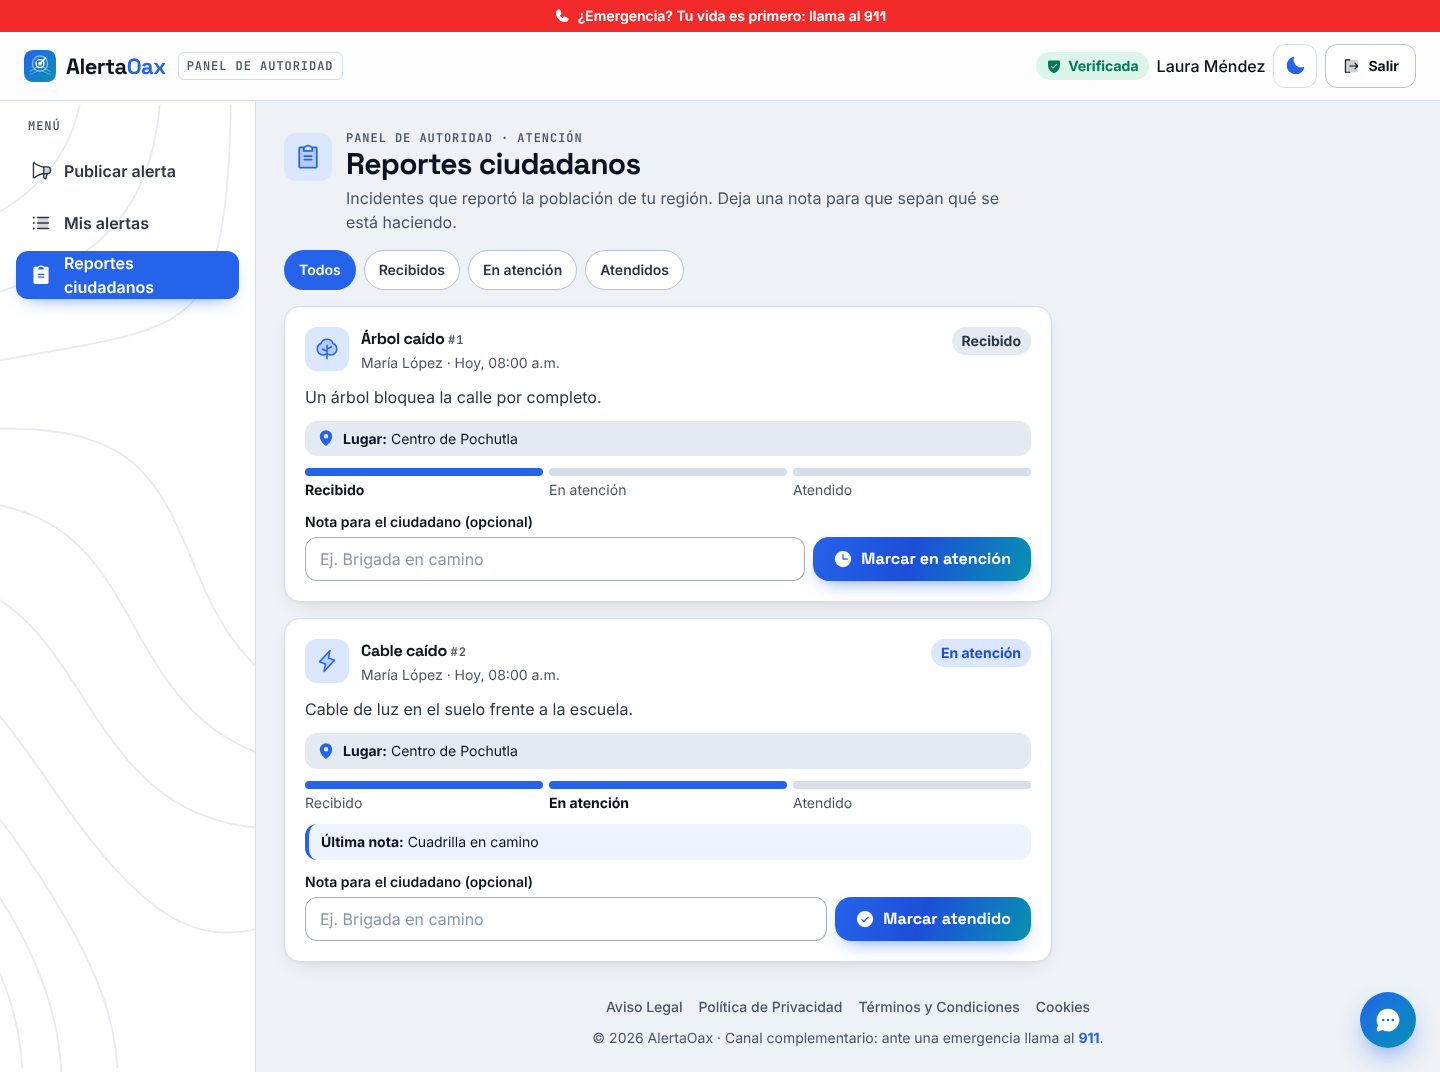 ¿Emergencia? Tu vida es primero: llama al 911
AlertaOax
PANEL DE AUTORIDAD
Verificada
Laura Méndez
Salir
MENÚ
Publicar alerta
Mis alertas
Reportes
ciudadanos
PANEL DE AUTORIDAD · ATENCIÓN
Reportes ciudadanos
Incidentes que reportó la población de tu región. Deja una nota para que sepan qué se
está haciendo.
Todos
Recibidos
En atención
Atendidos
Árbol caído #1
Recibido
María López · Hoy, 08:00 a.m.
Un árbol bloquea la calle por completo.
Lugar: Centro de Pochutla
Recibido
En atención
Atendido
Nota para el ciudadano (opcional)
Ej. Brigada en camino
Marcar en atención
Cable caído #2
En atención
María López · Hoy, 08:00 a.m.
Cable de luz en el suelo frente a la escuela.
Lugar: Centro de Pochutla
Recibido
En atención
Atendido
Última nota: Cuadrilla en camino
Nota para el ciudadano (opcional)
Ej. Brigada en camino
Marcar atendido
Aviso Legal
Política de Privacidad
Términos y Condiciones
Cookies
© 2026 AlertaOax · Canal complementario: ante una emergencia llama al 911.